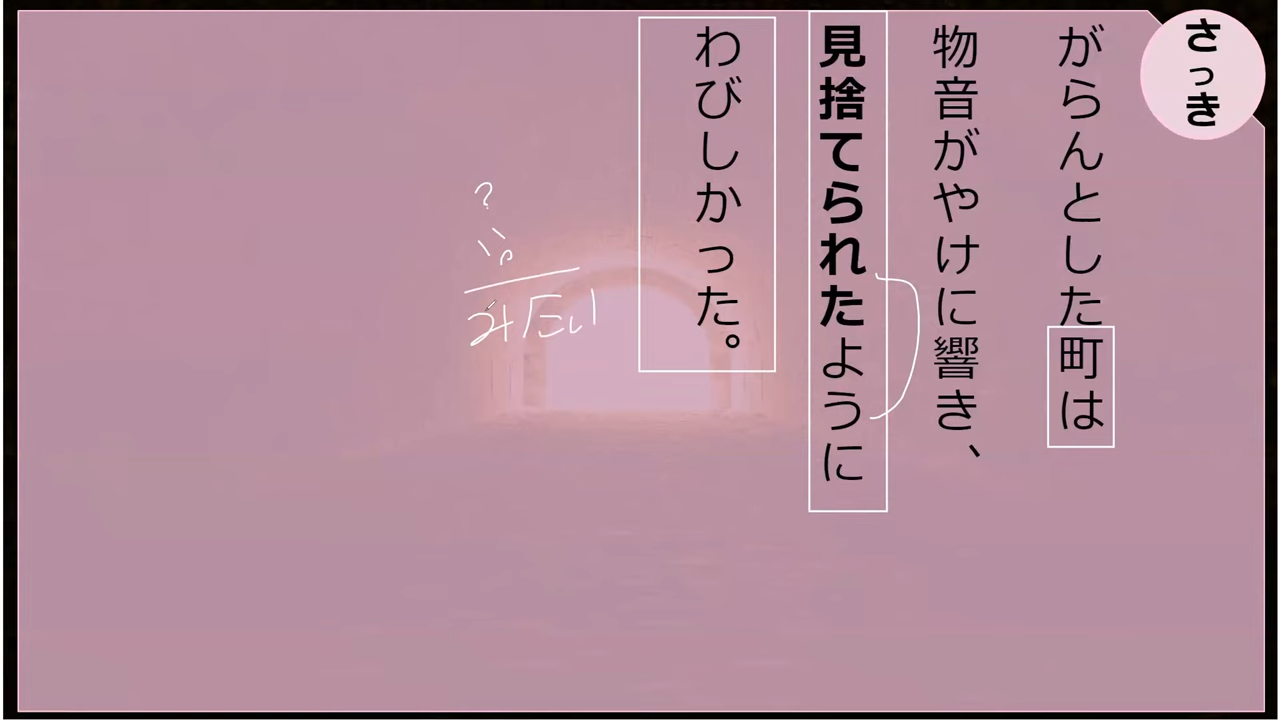 さっき
がらんとした町は
物音がやけに響き、
見捨てられたように
わびしかった。
?
みたい